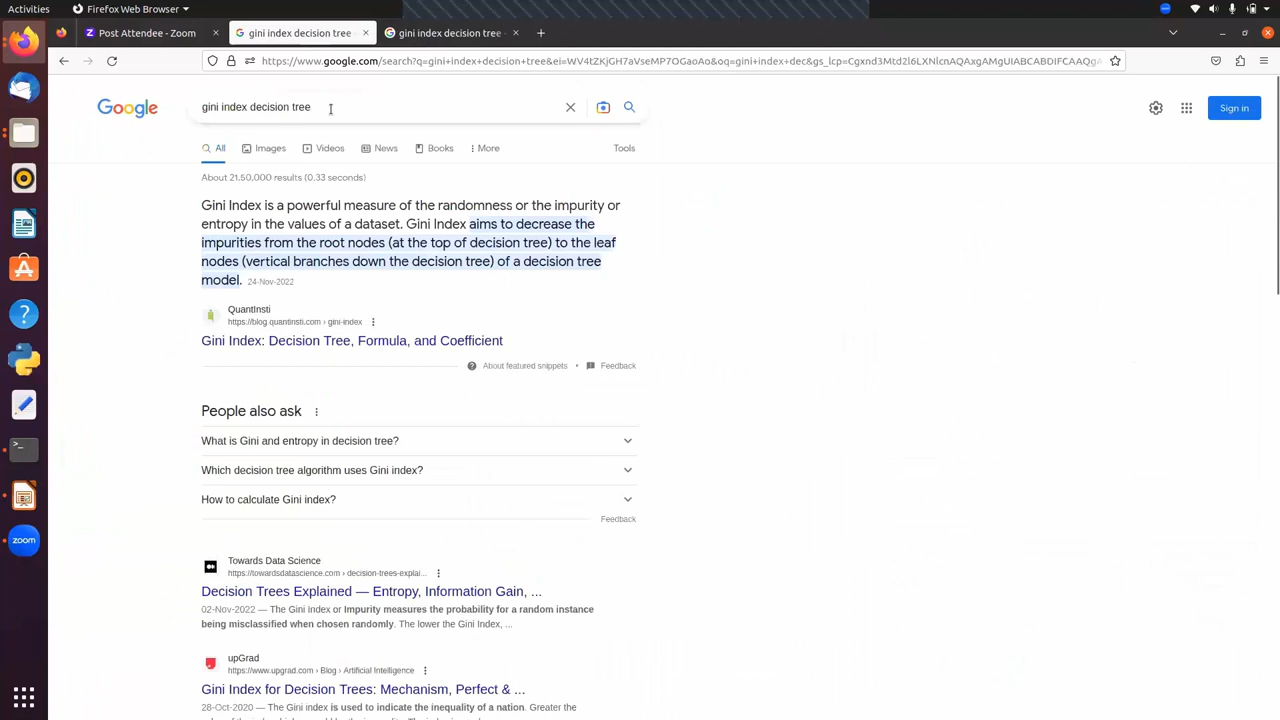 Activities
Firefox Web Browser
Post Attendee - Zoom
gini index decision tree
gini index decision tree
https://www.google.com/search?q=gini+index+decision+tree&ei=WV4tZKjGH7aVseMP7OGaoAo&oq=gini+index+dec&gs_lcp=Cgxnd3Mtd2l6LXNlcnAQAxgAMgUIABCABDIFCAAQgA
Google
gini index decision tree
Sign in
All
Images
Videos
News
Books
More
Tools
About 21,50,000 results (0.33 seconds)
Gini Index is a powerful measure of the randomness or the impurity or
entropy in the values of a dataset. Gini Index aims to decrease the
impurities from the root nodes (at the top of decision tree) to the leaf
nodes (vertical branches down the decision tree) of a decision tree
model. 24-Nov-2022
QuantInsti
https://blog.quantinsti.com › gini-index
Gini Index: Decision Tree, Formula, and Coefficient
About featured snippets • Feedback
People also ask
What is Gini and entropy in decision tree?
Which decision tree algorithm uses Gini index?
How to calculate Gini index?
Feedback
Towards Data Science
https://towardsdatascience.com › decision-trees-explai...
Decision Trees Explained — Entropy, Information Gain, ...
02-Nov-2022 — The Gini Index or Impurity measures the probability for a random instance
being misclassified when chosen randomly. The lower the Gini Index, ...
upGrad
https://www.upgrad.com › Blog › Artificial Intelligence
Gini Index for Decision Trees: Mechanism, Perfect & ...
28-Oct-2020 — The Gini index is used to indicate the inequality of a nation. Greater the
zoom